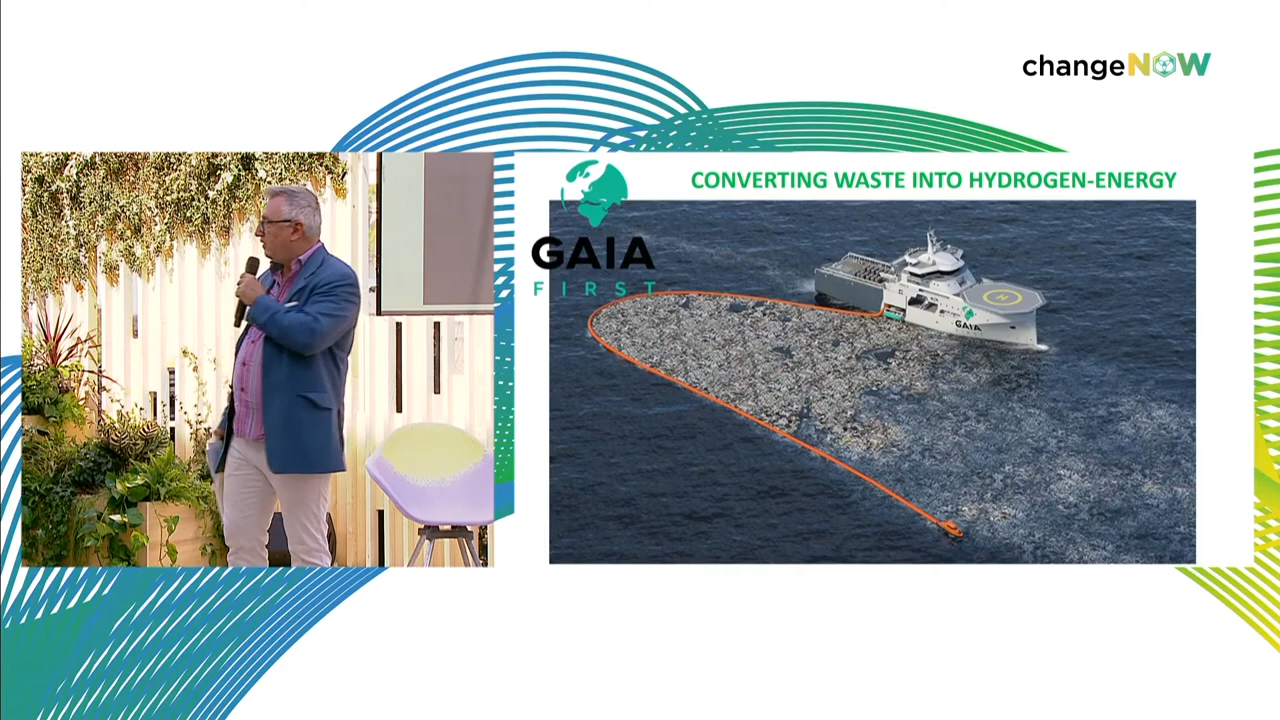 changeNOW
CONVERTING WASTE INTO HYDROGEN-ENERGY
GAIA
FIRST
H
GAIA